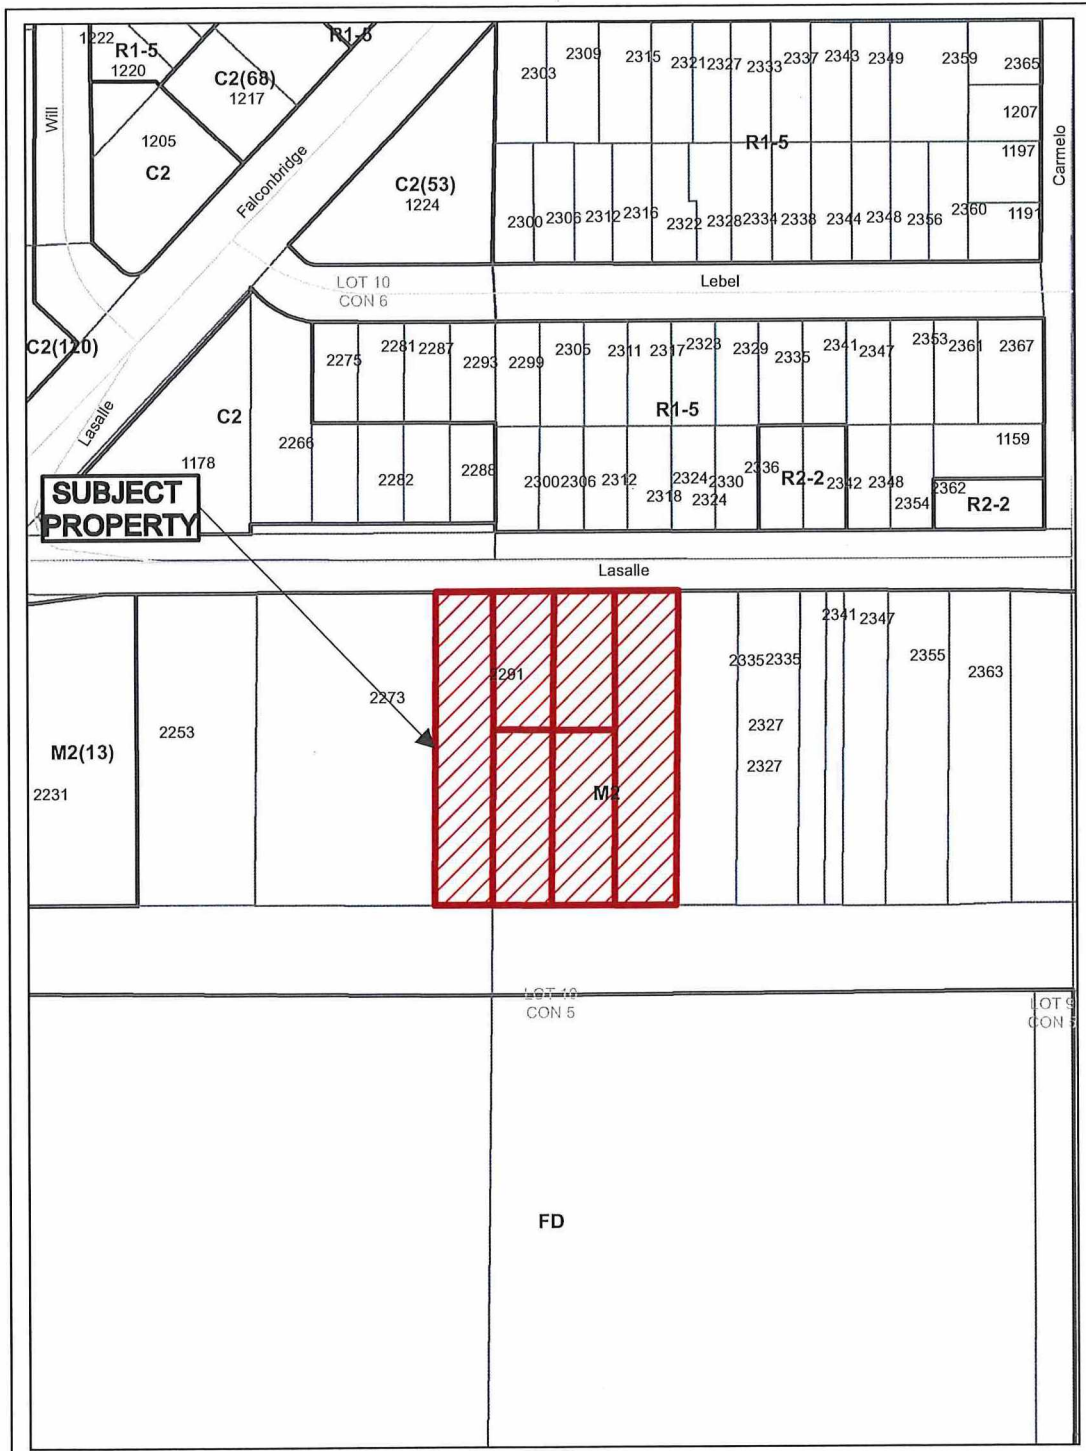 1222
R1-5
1220
R1-5
C2(68)
1217
1205
C2
Will
Falconbridge
C2(53)
1224
2303
2309
2315
2321
2327
2333
2337
2343
2349
2359
2365
1207
1197
1191
R1-5
Carmelo
2300
2306
2312
2316
2322
2328
2334
2338
2344
2348
2356
2360
LOT 10
CON 6
Lebel
C2(120)
Lasalle
C2
1178
2266
2275
2281
2287
2293
2299
2305
2311
2317
2323
2329
2335
2341
2347
2353
2361
2367
R1-5
2282
2288
2300
2306
2312
2318
2324
2324
2330
2336
R2-2
2342
2348
2354
2362
1159
R2-2
SUBJECT
PROPERTY
Lasalle
M2(13)
2231
2253
2273
2291
M2
2335
2335
2327
2327
2341
2347
2355
2363
LOT 10
CON 5
LOT 9
CON 5
FD